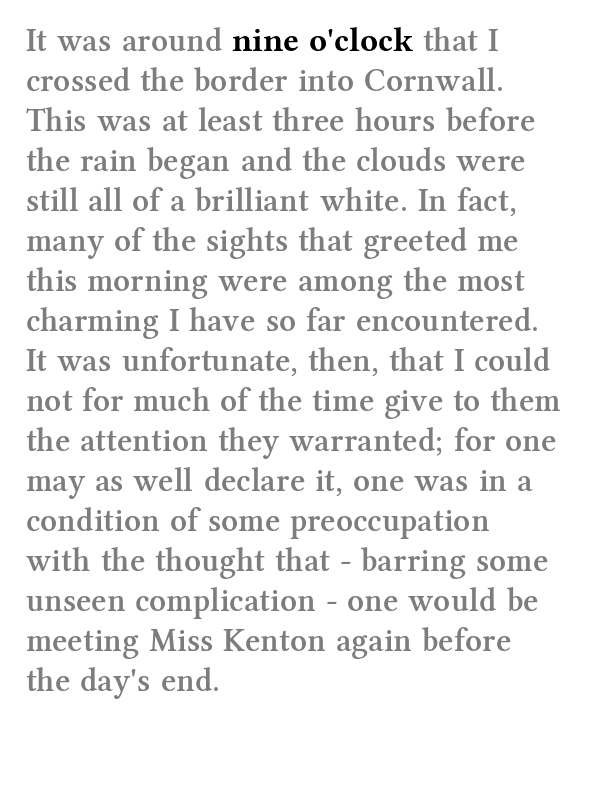 It was around nine o'clock that I
crossed the border into Cornwall.
This was at least three hours before
the rain began and the clouds were
still all of a brilliant white. In fact,
many of the sights that greeted me
this morning were among the most
charming I have so far encountered.
It was unfortunate, then, that I could
not for much of the time give to them
the attention they warranted; for one
may as well declare it, one was in a
condition of some preoccupation
with the thought that - barring some
unseen complication - one would be
meeting Miss Kenton again before
the day's end.